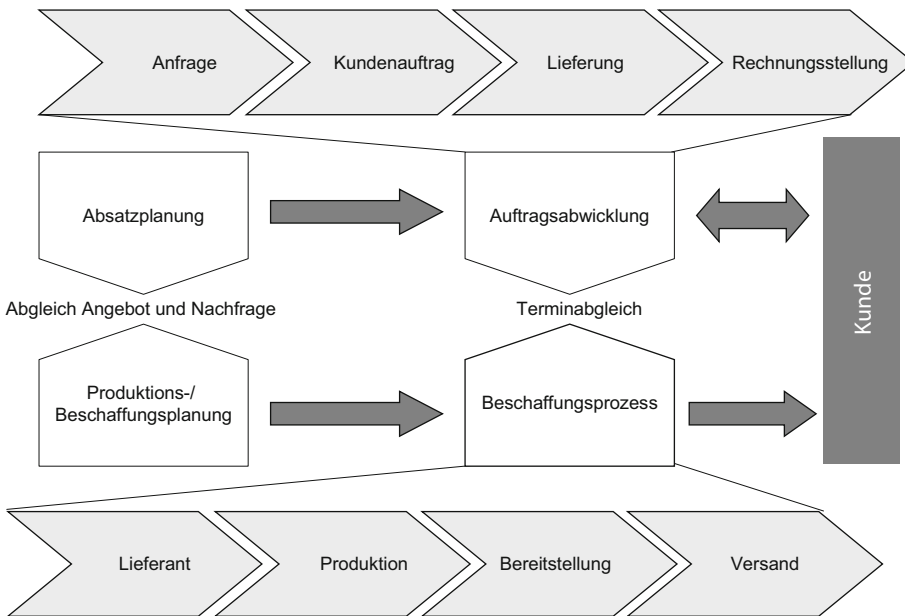 Anfrage
Kundenauftrag
Lieferung
Rechnungsstellung
Absatzplanung
Auftragsabwicklung
Kunde
Abgleich Angebot und Nachfrage
Terminabgleich
Produktions-/
Beschaffungsplanung
Beschaffungsprozess
Lieferant
Produktion
Bereitstellung
Versand